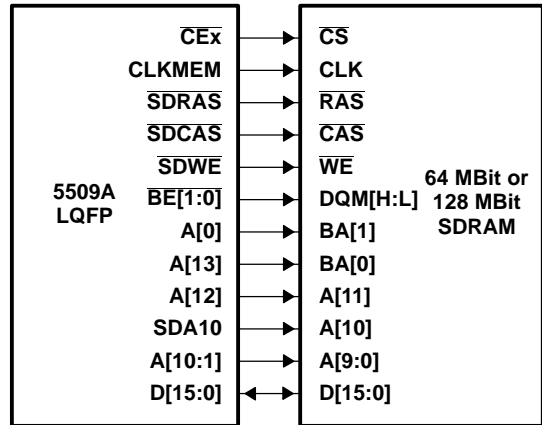 CEx CS
CLKMEM CLK
SDRAS RAS
SDCAS CAS
SDWE WE
5509A
LQFP
BE[1:0] DQM[H:L]
64 MBit or
128 MBit
SDRAM
A[0] BA[1]
A[13] BA[0]
A[12] A[11]
SDA10 A[10]
A[10:1] A[9:0]
D[15:0] D[15:0]